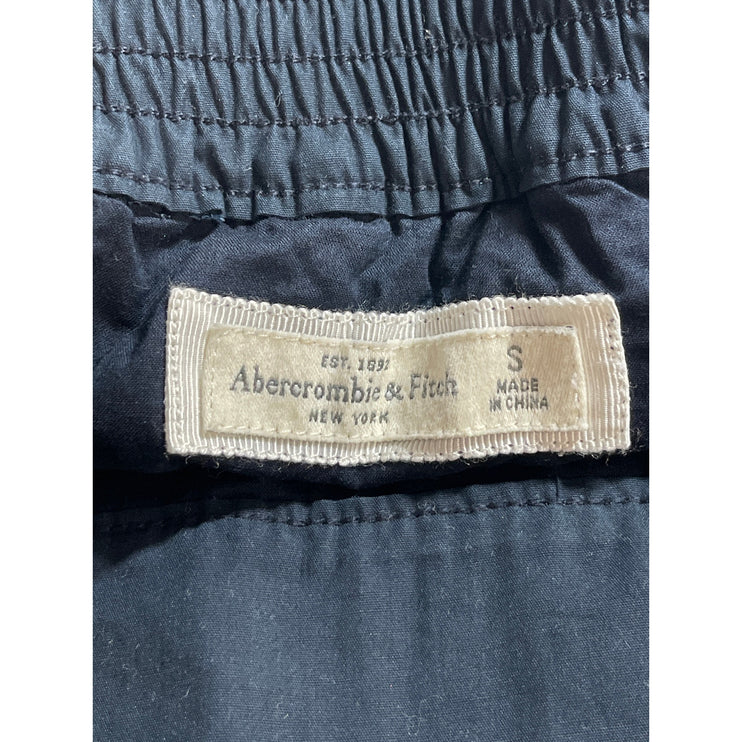 EST. 1892
Abercrombie & Fitch
NEW YORK
S
MADE
IN CHINA